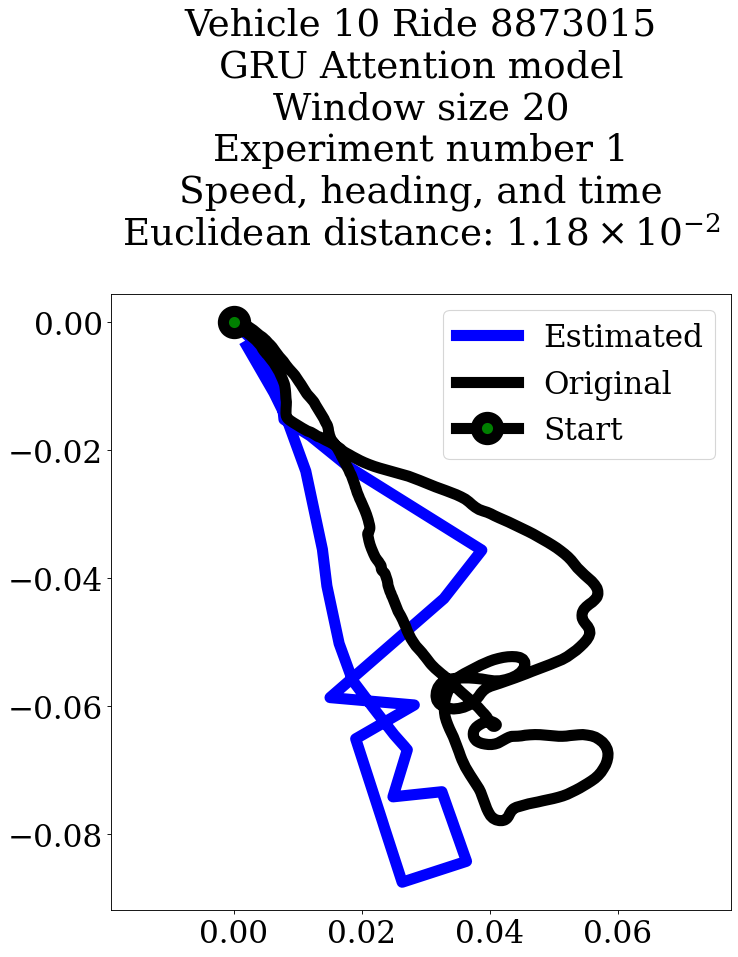 Vehicle 10 Ride 8873015
GRU Attention model
Window size 20
Experiment number 1
Speed, heading, and time
Euclidean distance: 1.18 × 10⁻²
Estimated
Original
Start
0.00
−0.02
−0.04
−0.06
−0.08
0.00 0.02 0.04 0.06